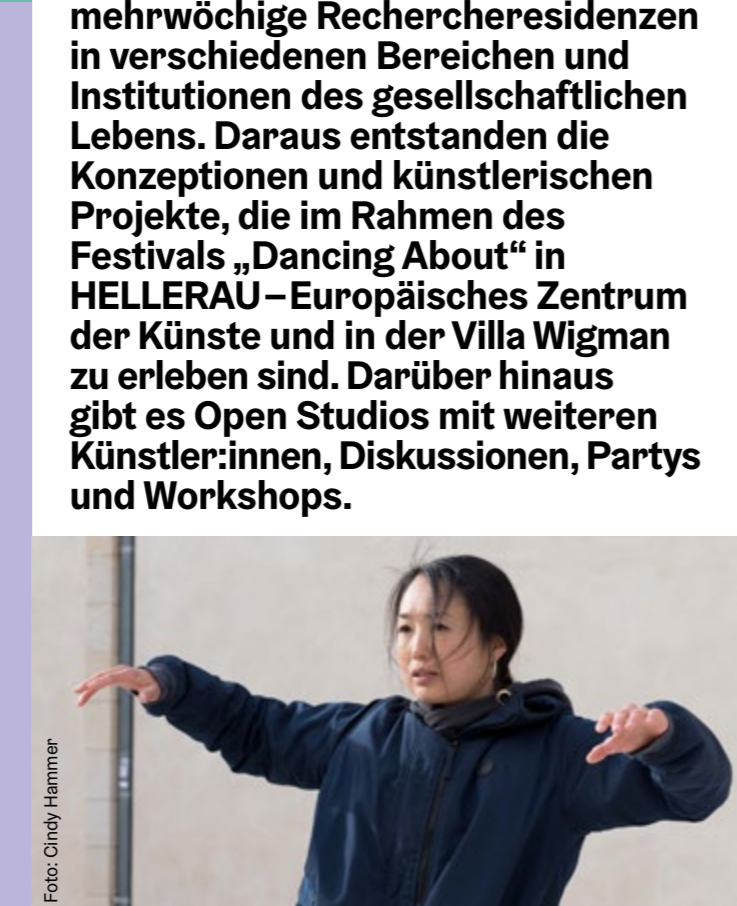 mehrwöchige Rechercheresidenzen
in verschiedenen Bereichen und
Institutionen des gesellschaftlichen
Lebens. Daraus entstanden die
Konzeptionen und künstlerischen
Projekte, die im Rahmen des
Festivals „Dancing About“ in
HELLERAU – Europäisches Zentrum
der Künste und in der Villa Wigman
zu erleben sind. Darüber hinaus
gibt es Open Studios mit weiteren
Künstler:innen, Diskussionen, Partys
und Workshops.
Foto: Cindy Hammer